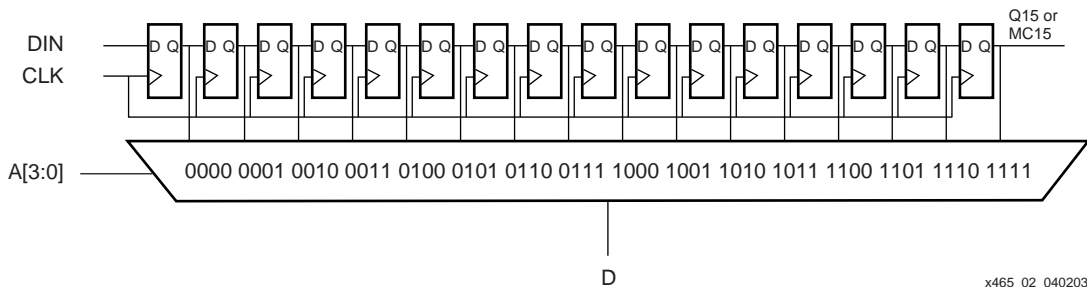 Q15 or
MC15
DIN D Q D Q D Q D Q D Q D Q D Q D Q D Q D Q D Q D Q D Q D Q D Q D Q
CLK
A[3:0] 0000 0001 0010 0011 0100 0101 0110 0111 1000 1001 1010 1011 1100 1101 1110 1111
D
x465_02_040203